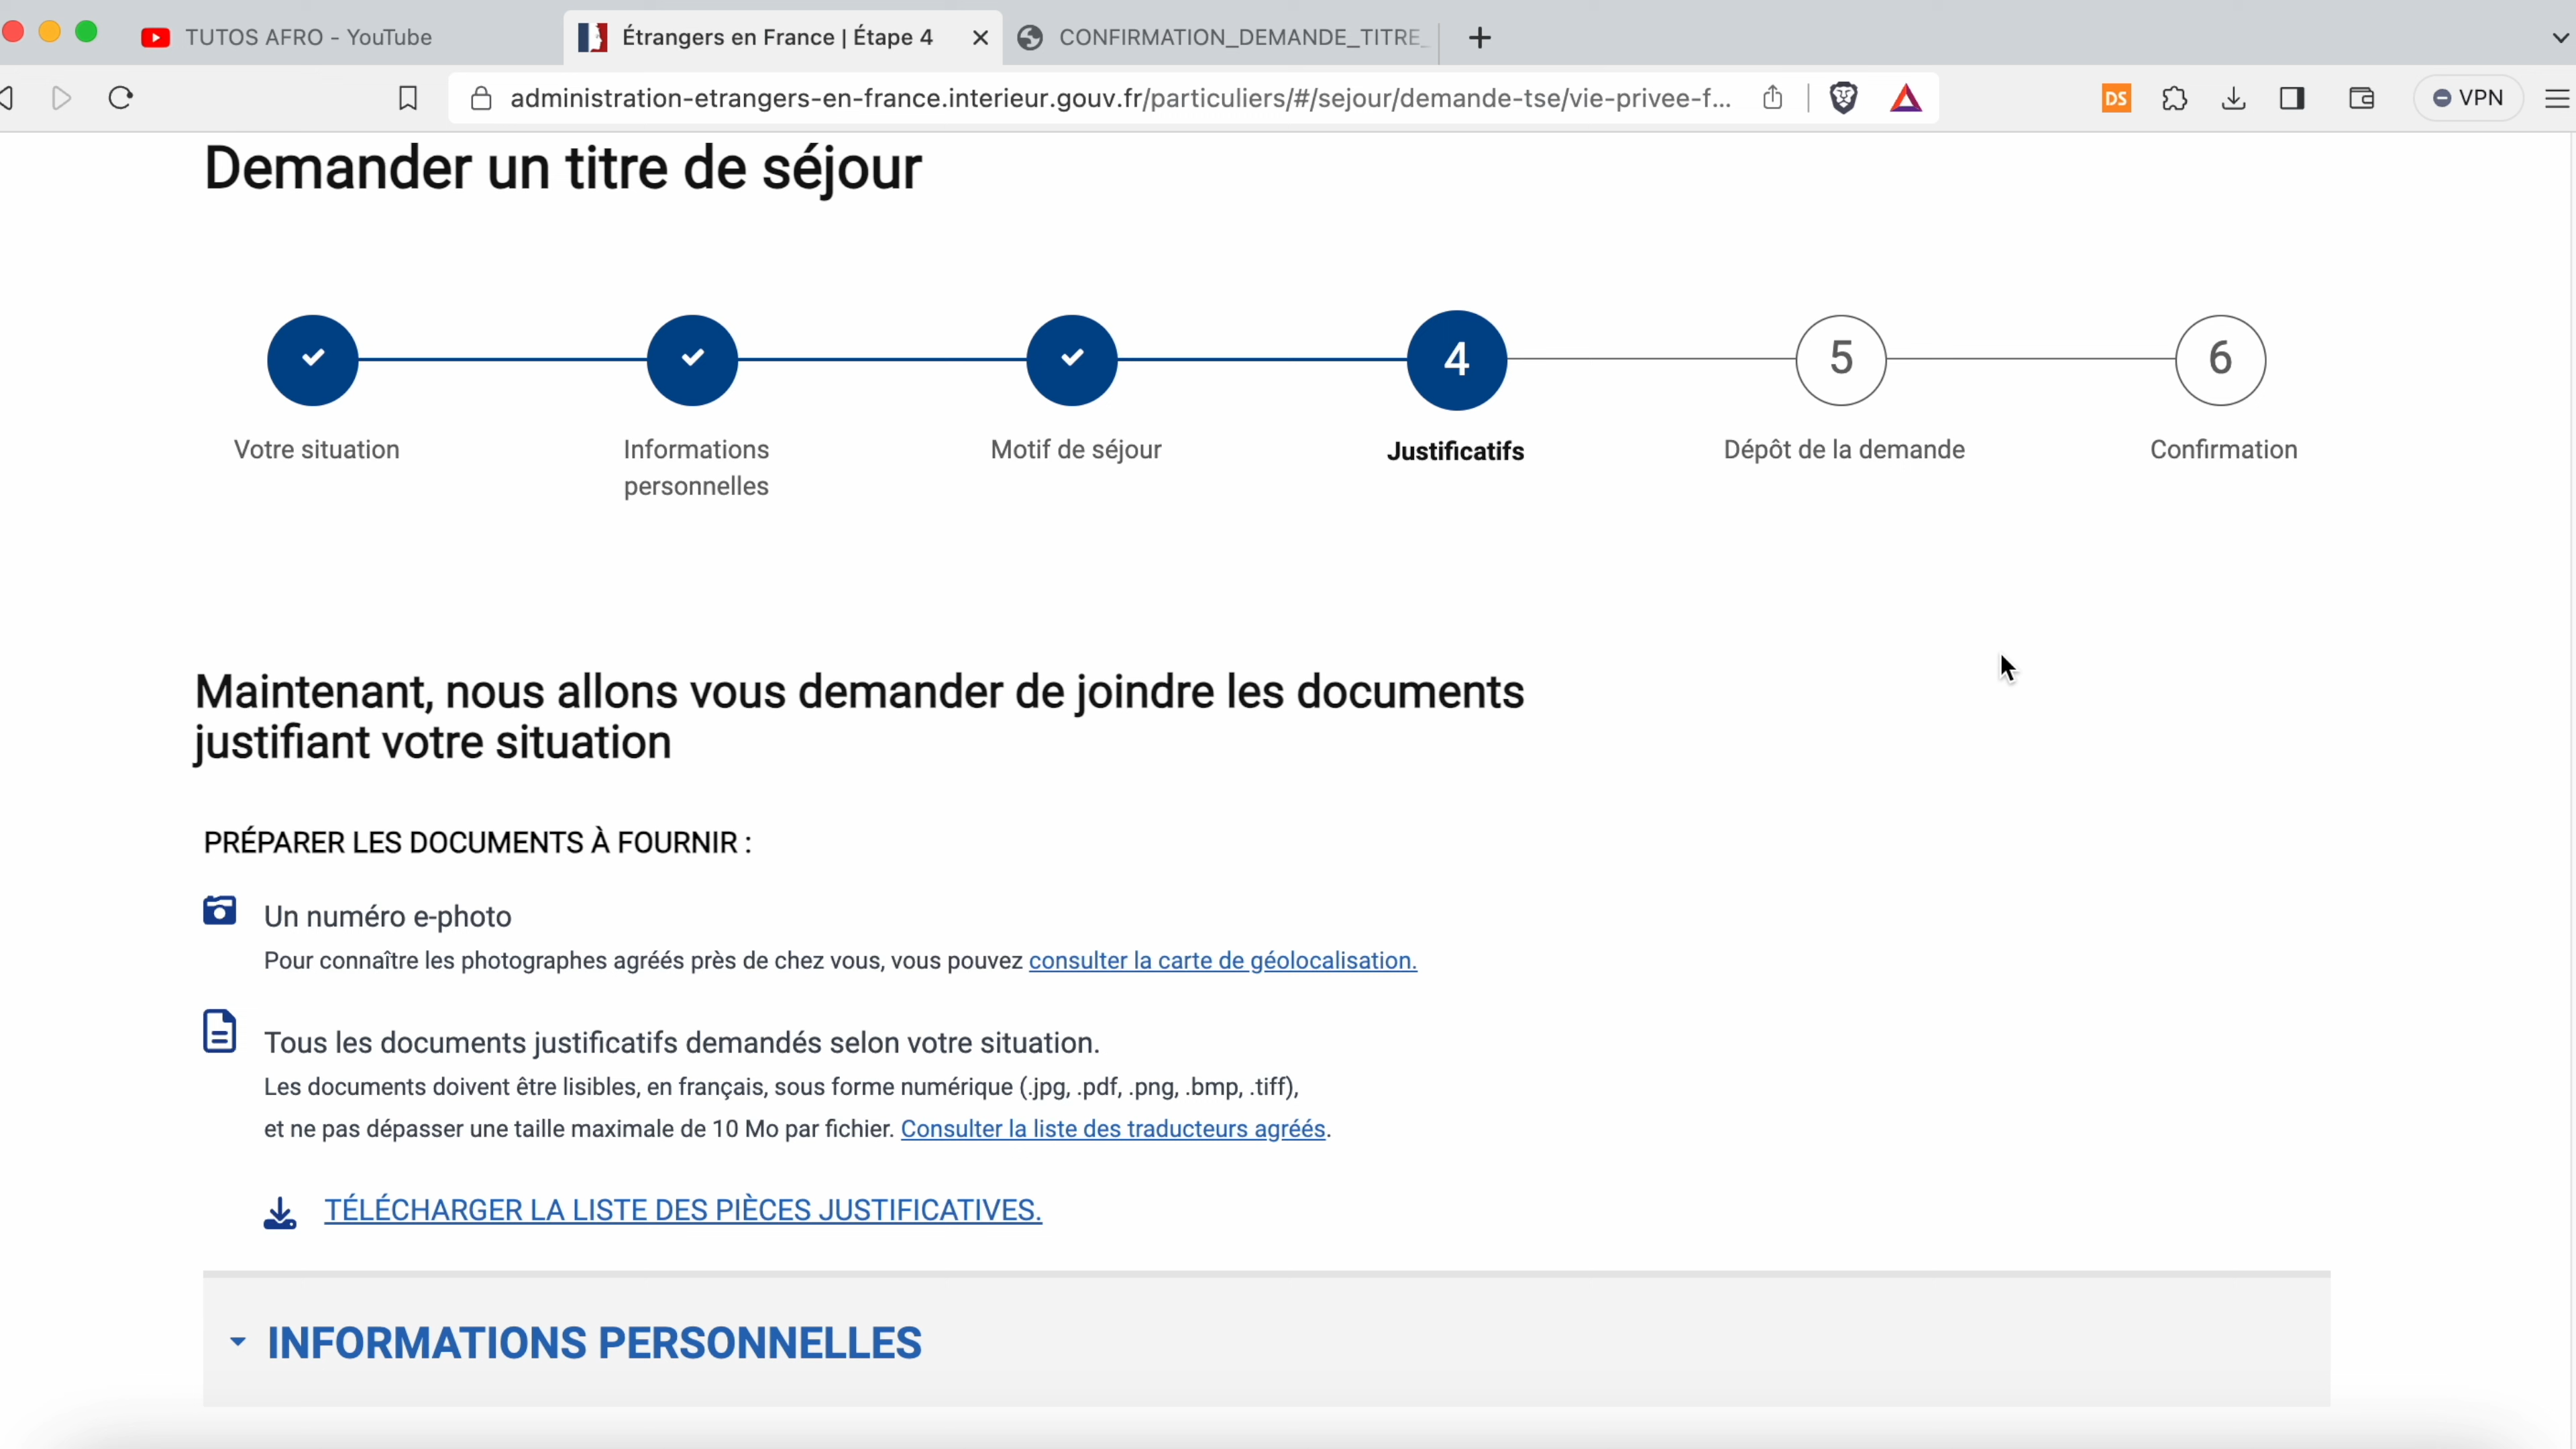 TUTOS AFRO - YouTube
Étrangers en France | Étape 4
CONFIRMATION_DEMANDE_TITRE_
administration-etrangers-en-france.interieur.gouv.fr/particuliers/#/sejour/demande-tse/vie-privee-f...
DS
VPN
Demander un titre de séjour
4
5
6
Votre situation
Informations
personnelles
Motif de séjour
Justificatifs
Dépôt de la demande
Confirmation
Maintenant, nous allons vous demander de joindre les documents
justifiant votre situation
PRÉPARER LES DOCUMENTS À FOURNIR :
Un numéro e-photo
Pour connaître les photographes agréés près de chez vous, vous pouvez consulter la carte de géolocalisation.
Tous les documents justificatifs demandés selon votre situation.
Les documents doivent être lisibles, en français, sous forme numérique (.jpg, .pdf, .png, .bmp, .tiff),
et ne pas dépasser une taille maximale de 10 Mo par fichier. Consulter la liste des traducteurs agréés.
TÉLÉCHARGER LA LISTE DES PIÈCES JUSTIFICATIVES.
INFORMATIONS PERSONNELLES